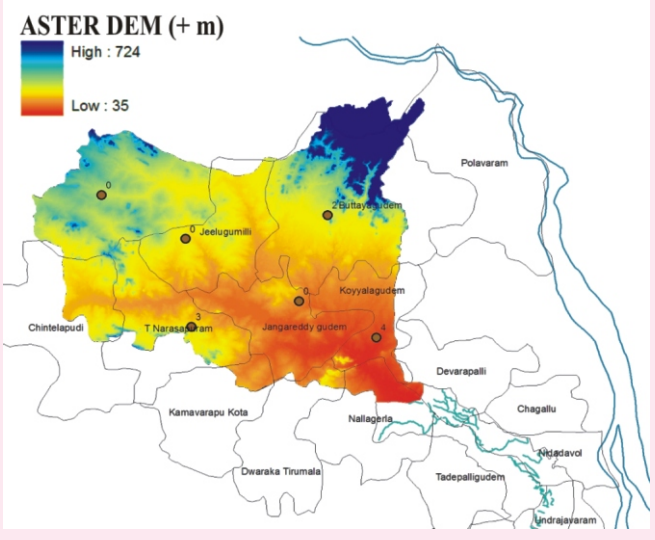 ASTER DEM (+ m)
High : 724
Low : 35
Polavaram
0
2 Buttayagudem
0 Jeelugumilli
Koyyalagudem
0
3
Chintelapudi
T Narasapuram
Jangareddy gudem
4
Devarapalli
Kamavarapu Kota
Nallagerla
Chagallu
Nidadavol
Dwaraka Tirumala
Tadepalligudem
Undrajavaram